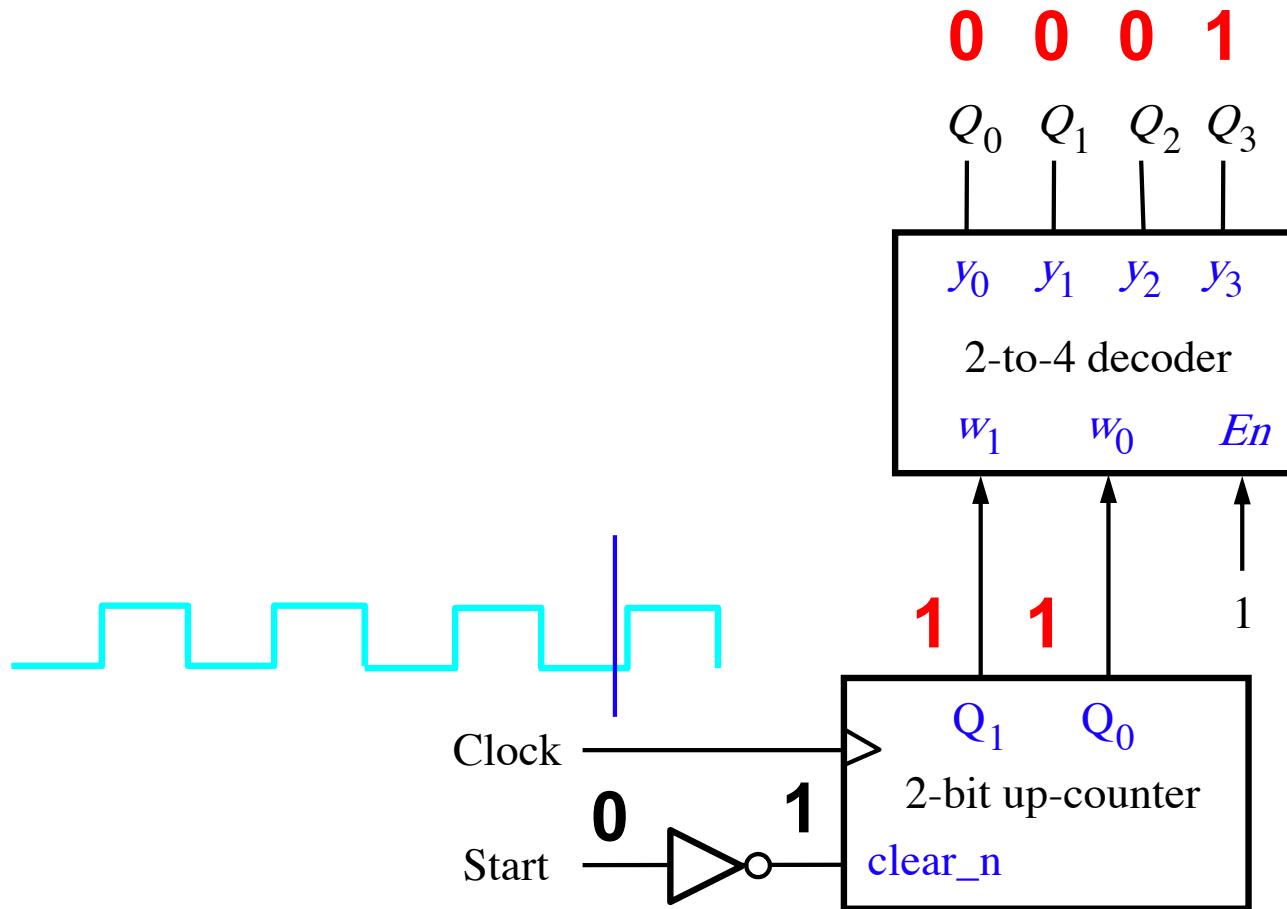 0 0 0 1
Q0 Q1 Q2 Q3
y0 y1 y2 y3
2-to-4 decoder
w1 w0 En
1 1 1
Q1 Q0
Clock
2-bit up-counter
0 1
Start clear_n